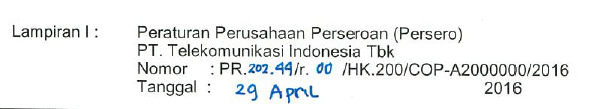 Lampiran I : Peraturan Perusahaan Perseroan (Persero)
PT. Telekomunikasi Indonesia Tbk
Nomor : PR.202.44/r. 00 /HK.200/COP-A2000000/2016
Tanggal : 29 April 2016